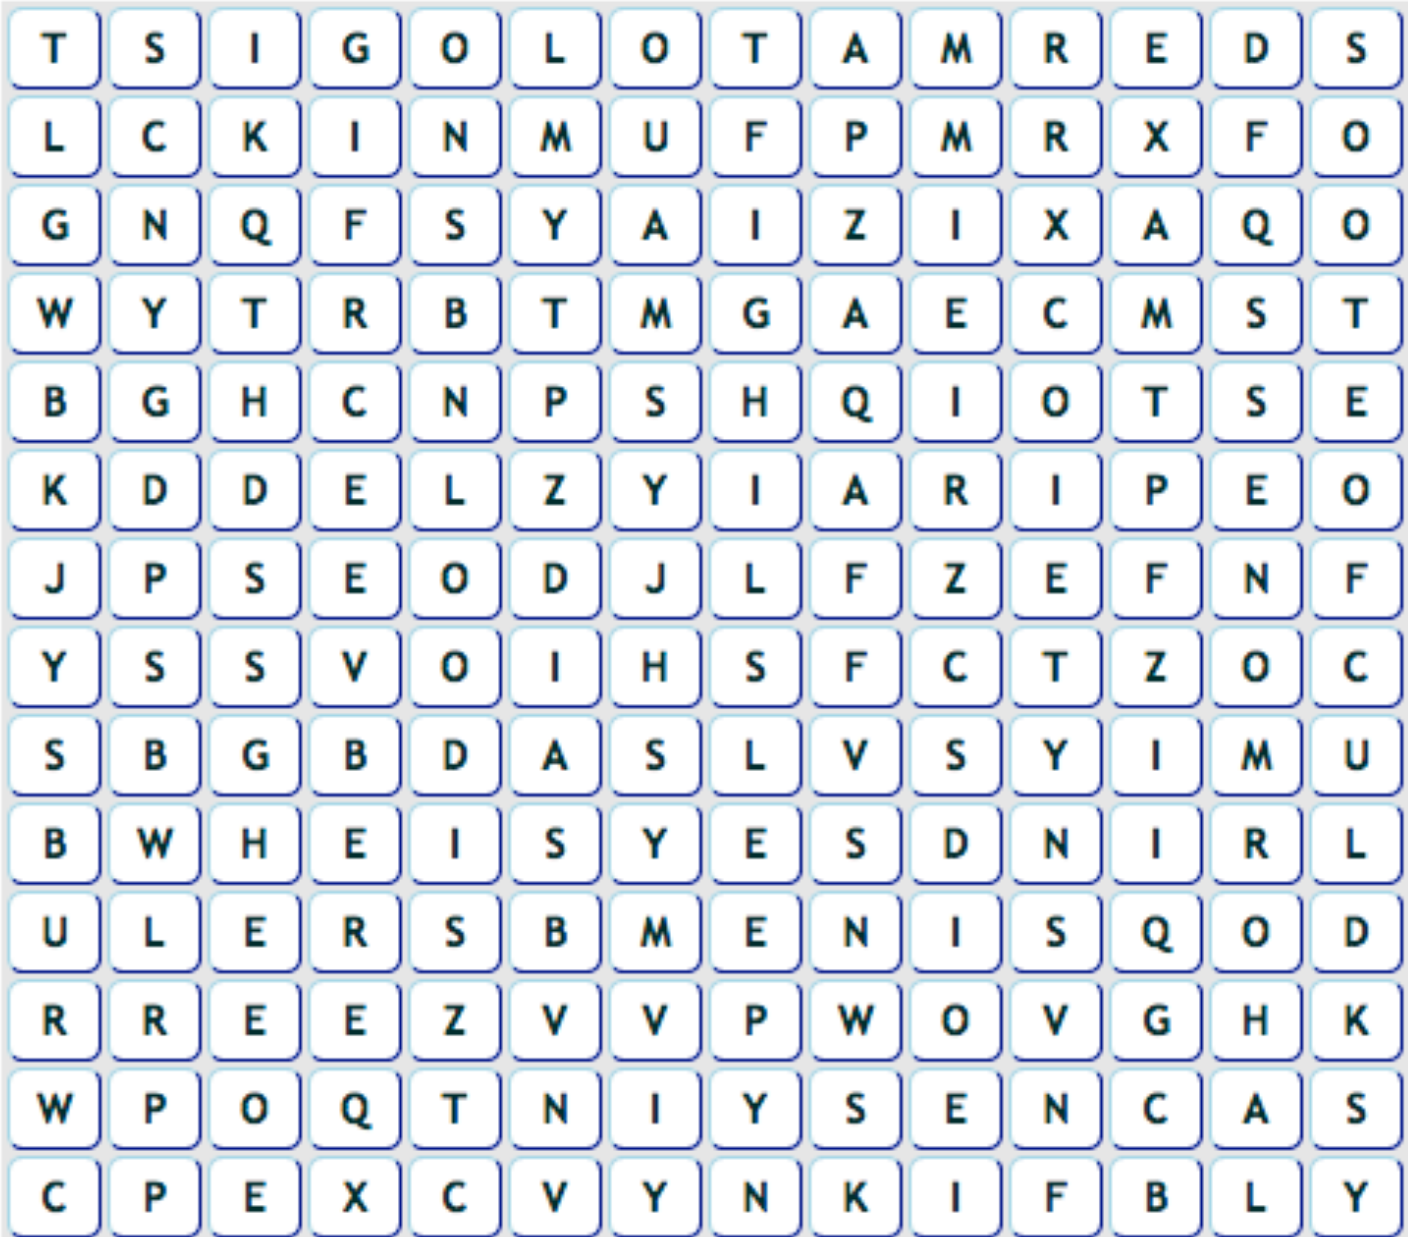 T S I G O L O T A M R E D S
L C K I N M U F P M R X F O
G N Q F S Y A I Z I X A Q O
W Y T R B T M G A E C M S T
B G H C N P S H Q I O T S E
K D D E L Z Y I A R I P E O
J P S E O D J L F Z E F N F
Y S S V O I H S F C T Z O C
S B G B D A S L V S Y I M U
B W H E I S Y E S D N I R L
U L E R S B M E N I S Q O D
R R E E Z V V P W O V G H K
W P O Q T N I Y S E N C A S
C P E X C V Y N K I F B L Y